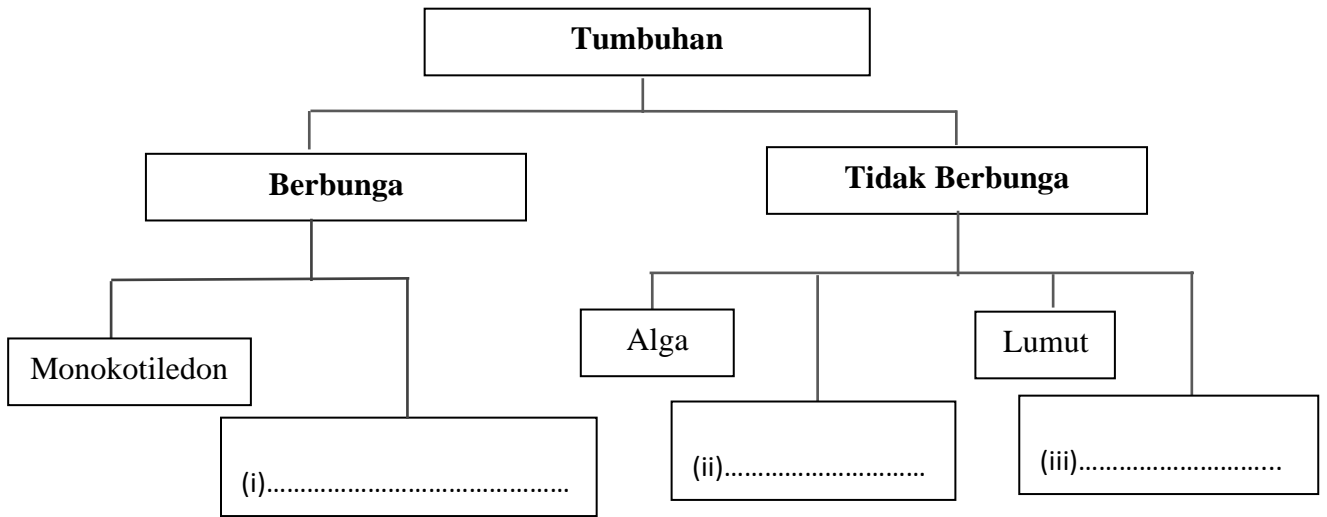 Tumbuhan
Berbunga
Tidak Berbunga
Monokotiledon
Alga
Lumut
(i)………………………………………
(ii)…………………………
(iii)………………………...